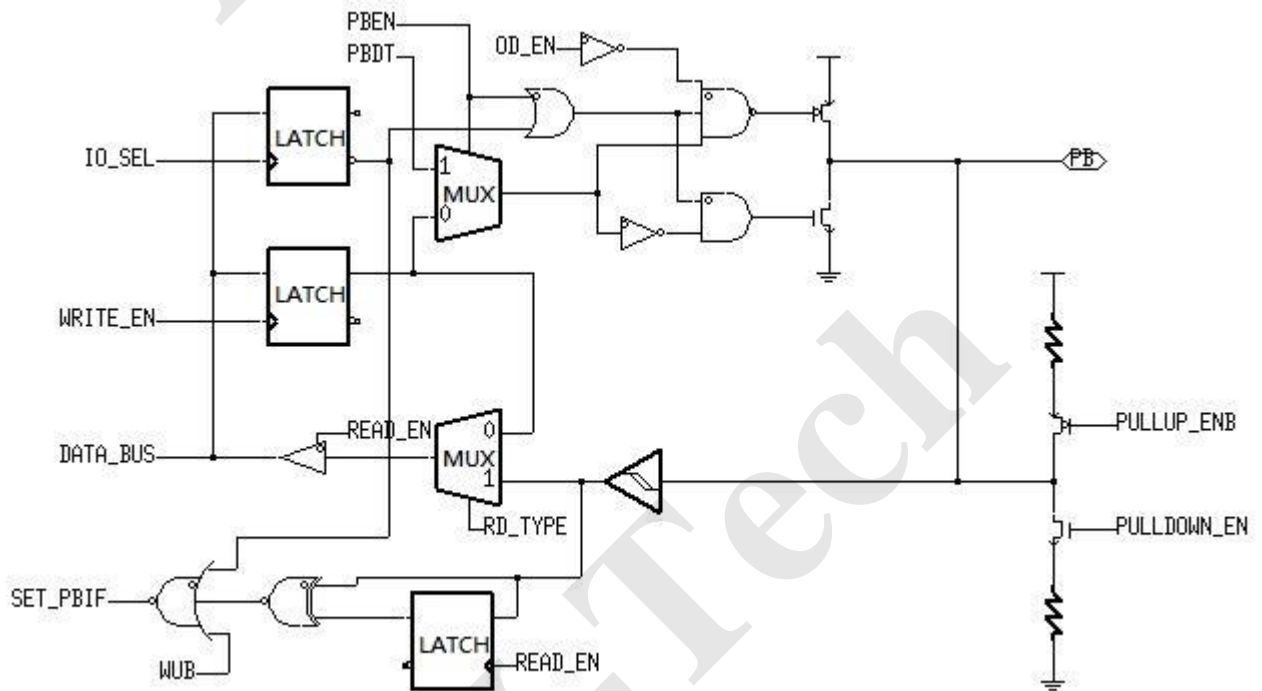 PBEN
PBDT
OD_EN
LATCH
IO_SEL
1
MUX
0
PB
LATCH
WRITE_EN
READ_EN
0
DATA_BUS
MUX
1
PULLUP_ENB
RD_TYPE
PULLDOWN_EN
SET_PBIF
LATCH
READ_EN
WUB
Tech